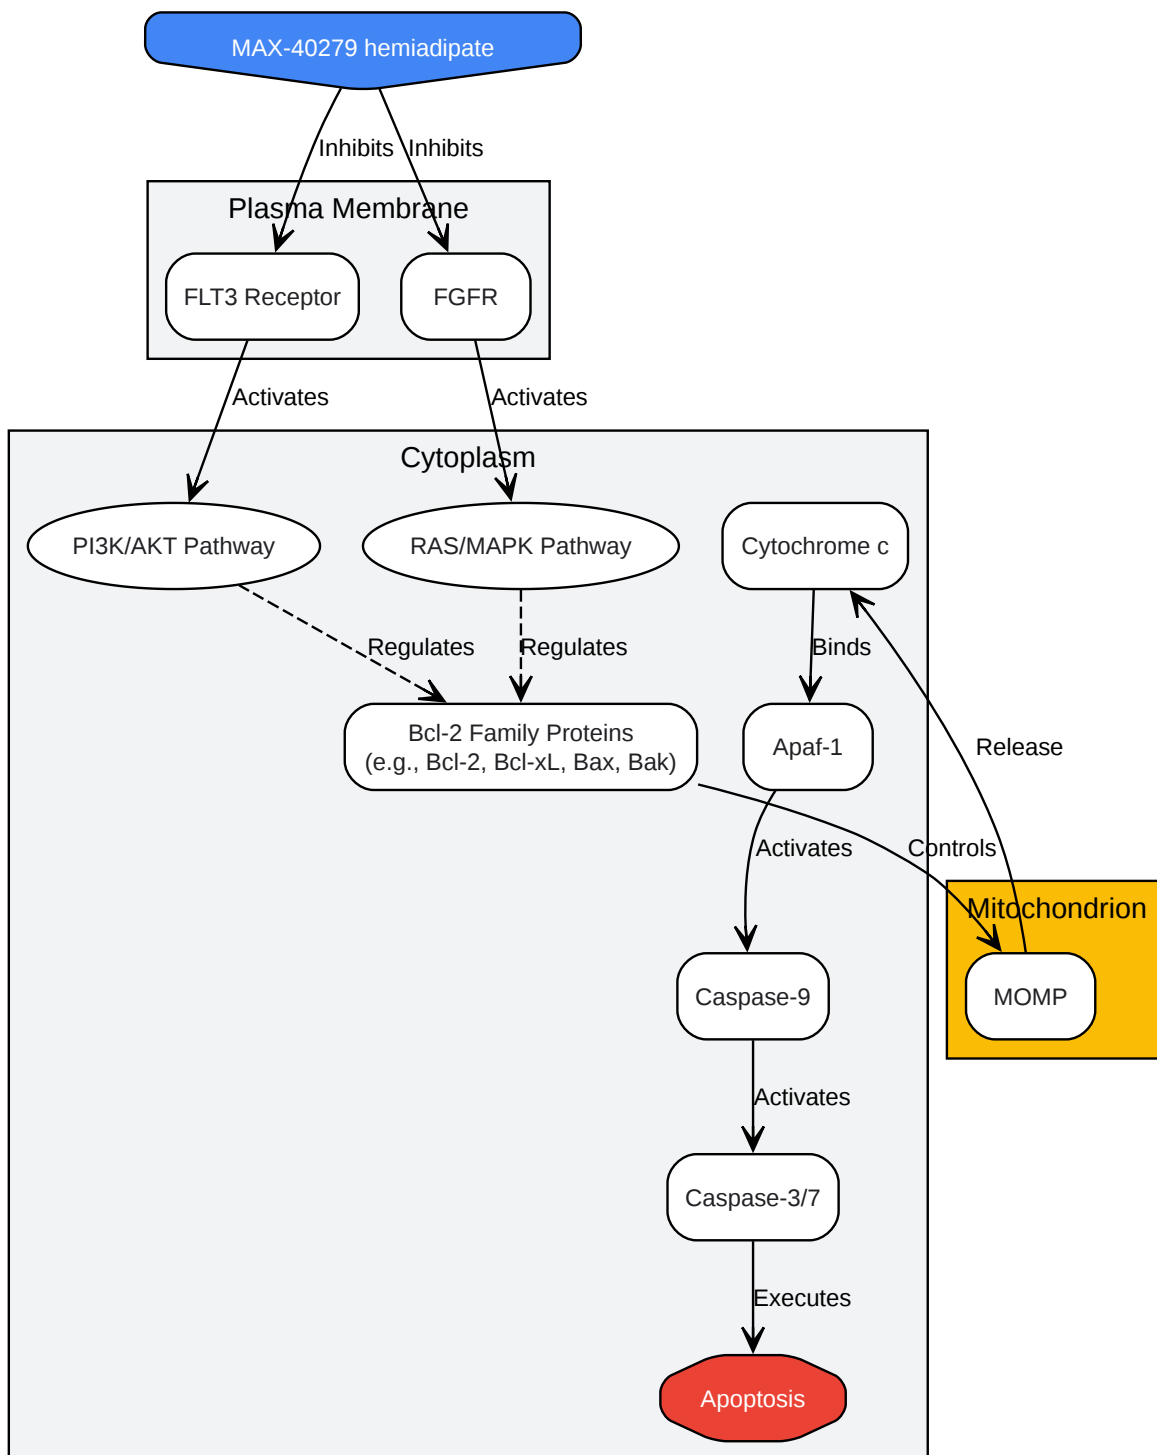 MAX-40279 hemiadipate
Inhibits
Inhibits
Plasma Membrane
FLT3 Receptor
FGFR
Activates
Activates
Cytoplasm
PI3K/AKT Pathway
RAS/MAPK Pathway
Cytochrome c
Regulates
Regulates
Binds
Bcl-2 Family Proteins
(e.g., Bcl-2, Bcl-xL, Bax, Bak)
Apaf-1
Release
Activates
Controls
Mitochondrion
Caspase-9
MOMP
Activates
Caspase-3/7
Executes
Apoptosis